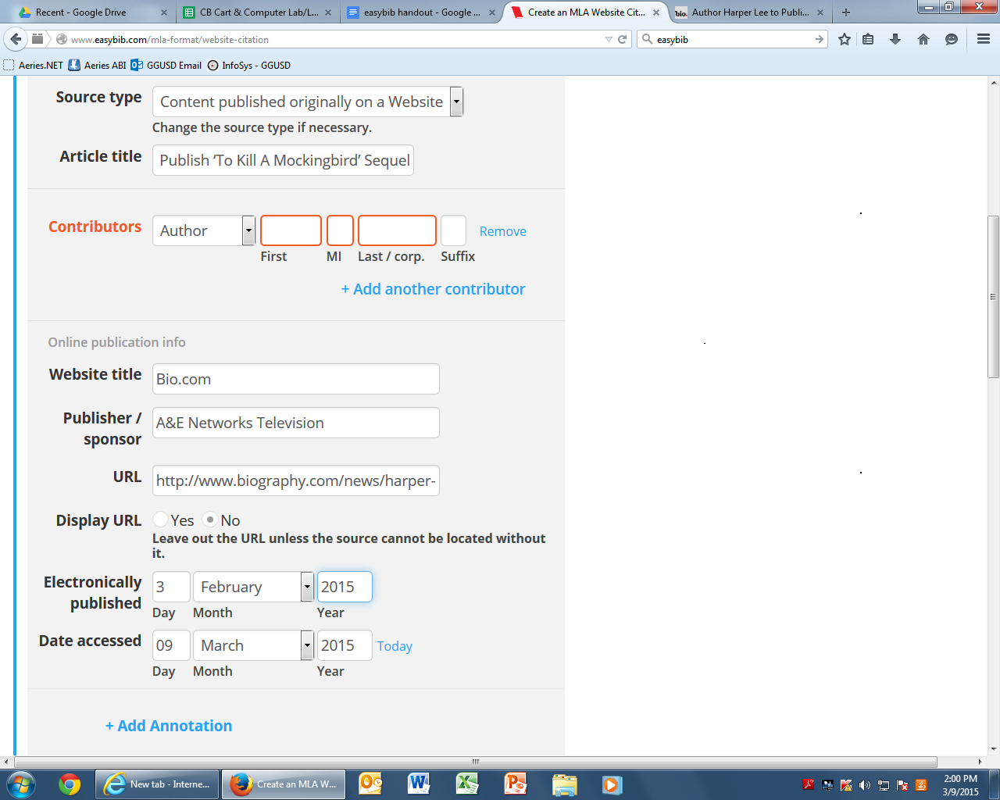 Recent - Google Drive
CB Cart & Computer Lab/L...
easybib handout - Google ...
Create an MLA Website Cit...
bio. Author Harper Lee to Publi...
www.easybib.com/mla-format/website-citation
easybib
Aeries.NET Aeries ABI GGUSD Email InfoSys - GGUSD
Source type Content published originally on a Website
Change the source type if necessary.
Article title Publish ‘To Kill A Mockingbird’ Sequel
Contributors Author Remove
First MI Last / corp. Suffix
+ Add another contributor
Online publication info
Website title Bio.com
Publisher /
sponsor A&E Networks Television
URL http://www.biography.com/news/harper-
Display URL Yes No
Leave out the URL unless the source cannot be located without
it.
Electronically
published 3 February 2015
Day Month Year
Date accessed 09 March 2015 Today
Day Month Year
+ Add Annotation
New tab - Interne...
Create an MLA W...
2:00 PM
3/9/2015